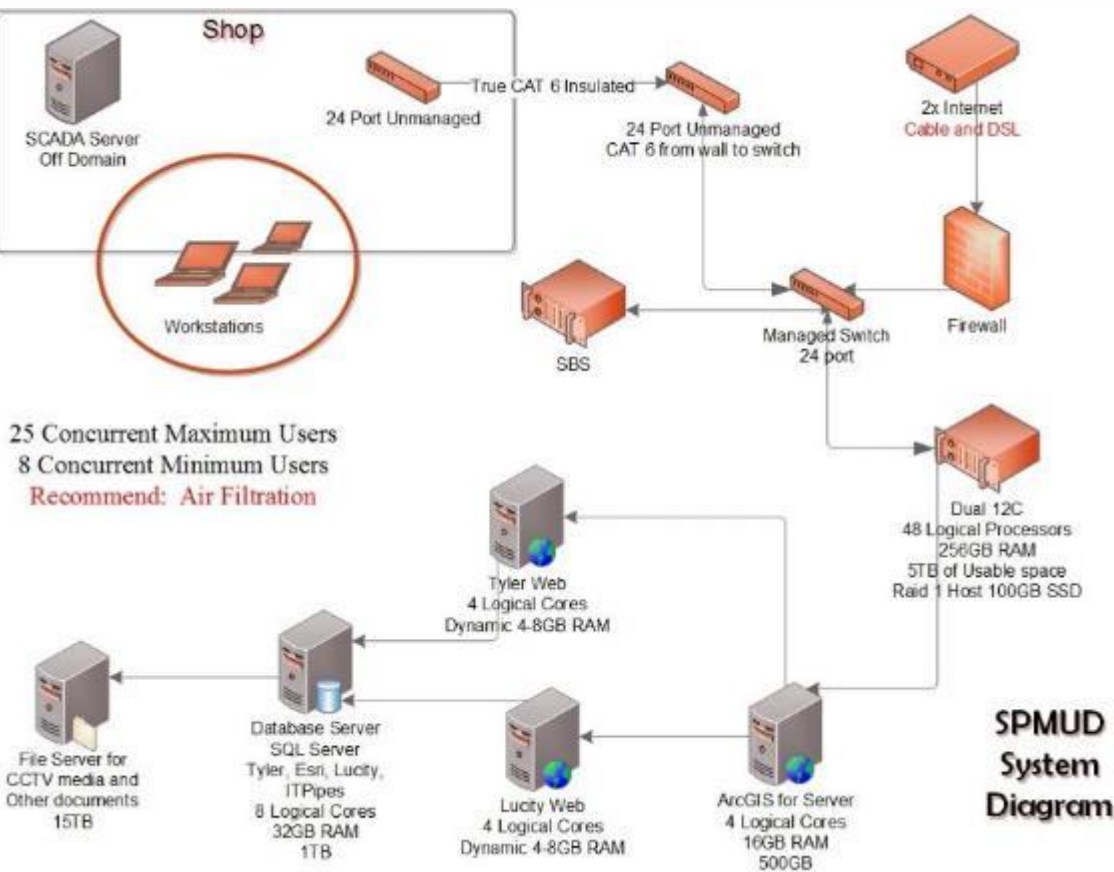 Shop
SCADA Server
Off Domain
24 Port Unmanaged
True CAT 6 Insulated
24 Port Unmanaged
CAT 6 from wall to switch
2x Internet
Cable and DSL
Workstations
SBS
Managed Switch
24 port
Firewall
25 Concurrent Maximum Users
8 Concurrent Minimum Users
Recommend: Air Filtration
Dual 12C
48 Logical Processors
256GB RAM
5TB of Usable space
Raid 1 Host 100GB SSD
Tyler Web
4 Logical Cores
Dynamic 4-8GB RAM
File Server for
CCTV media and
Other documents
15TB
Database Server
SQL Server
Tyler, Esri, Lucity,
ITPipes
8 Logical Cores
32GB RAM
1TB
Lucity Web
4 Logical Cores
Dynamic 4-8GB RAM
ArcGIS for Server
4 Logical Cores
16GB RAM
500GB
SPMUD
System
Diagram